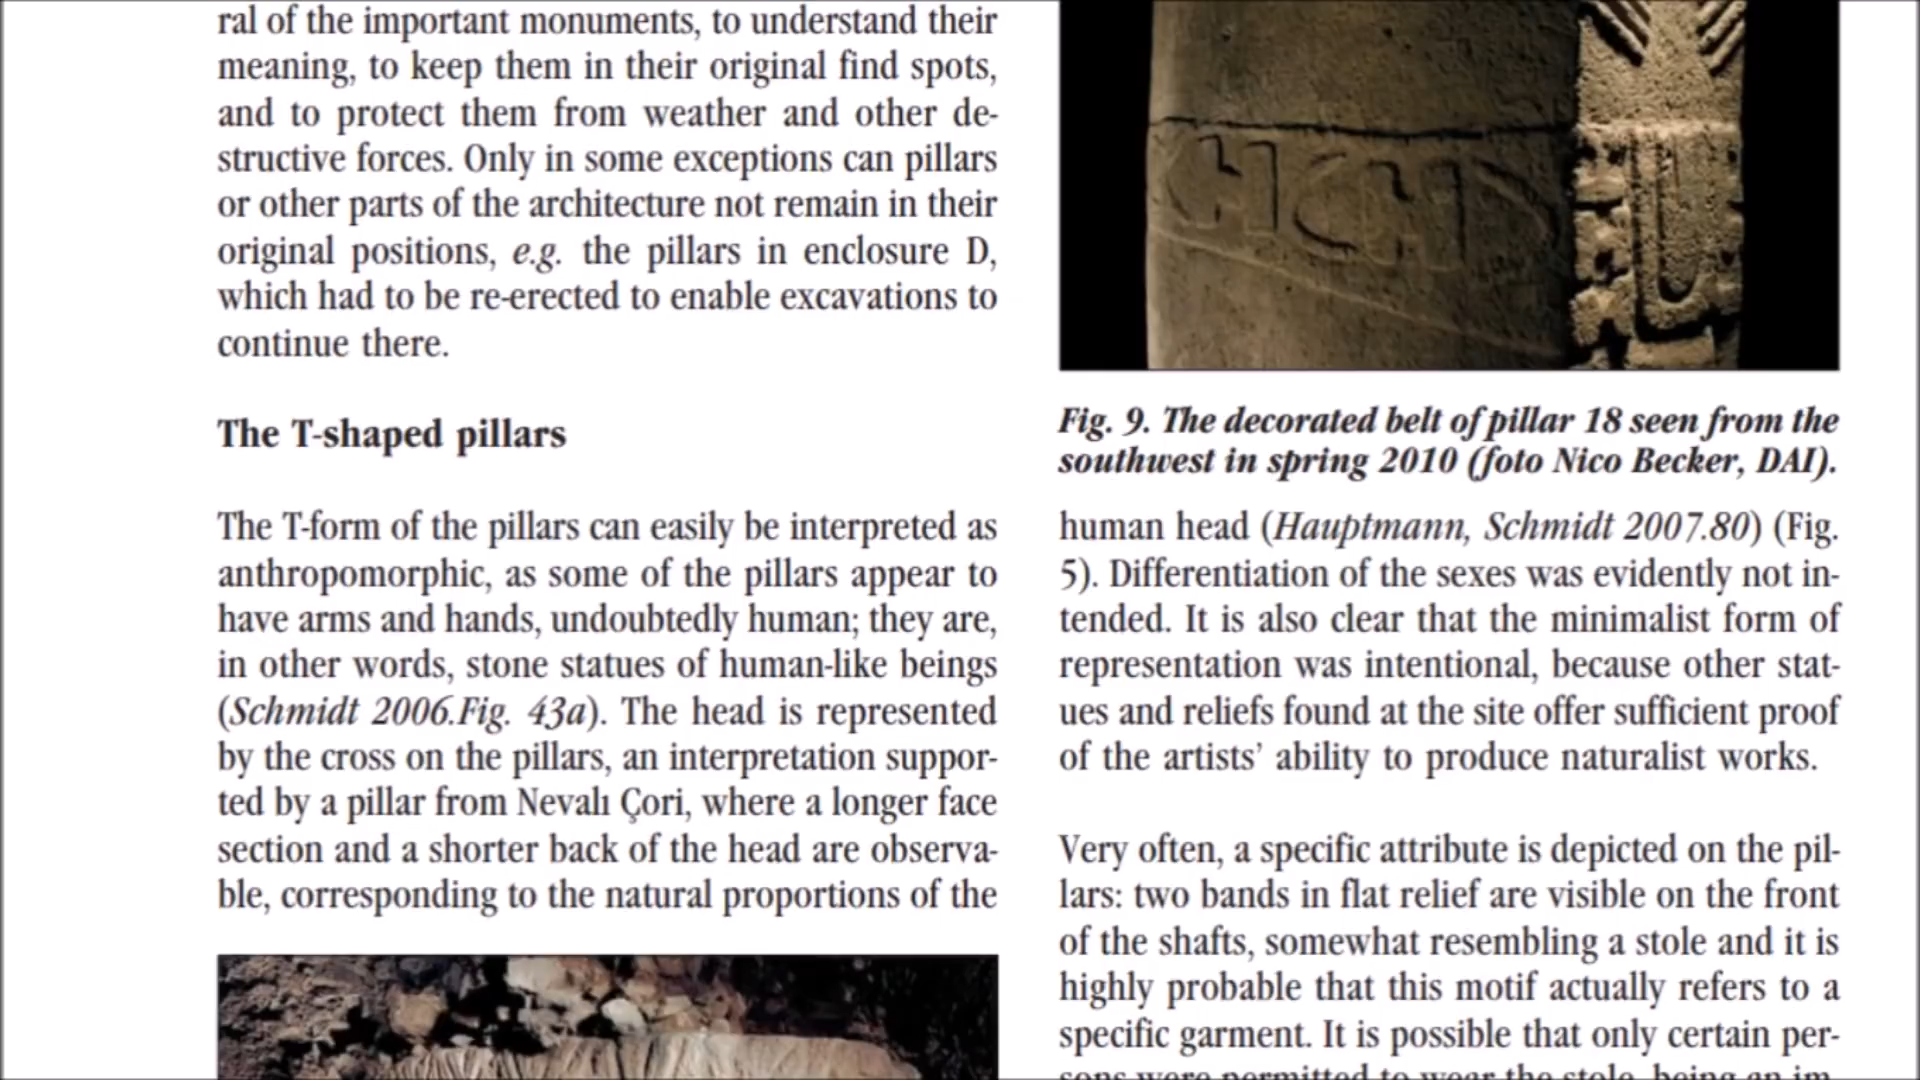 ral of the important monuments, to understand their
meaning, to keep them in their original find spots,
and to protect them from weather and other de-
structive forces. Only in some exceptions can pillars
or other parts of the architecture not remain in their
original positions, e.g. the pillars in enclosure D,
which had to be re-erected to enable excavations to
continue there.
The T-shaped pillars
The T-form of the pillars can easily be interpreted as
anthropomorphic, as some of the pillars appear to
have arms and hands, undoubtedly human; they are,
in other words, stone statues of human-like beings
(Schmidt 2006.Fig. 43a). The head is represented
by the cross on the pillars, an interpretation suppor-
ted by a pillar from Nevalı Çori, where a longer face
section and a shorter back of the head are observa-
ble, corresponding to the natural proportions of the
Fig. 9. The decorated belt of pillar 18 seen from the
southwest in spring 2010 (foto Nico Becker, DAI).
human head (Hauptmann, Schmidt 2007.80) (Fig.
5). Differentiation of the sexes was evidently not in-
tended. It is also clear that the minimalist form of
representation was intentional, because other stat-
ues and reliefs found at the site offer sufficient proof
of the artists’ ability to produce naturalist works.
Very often, a specific attribute is depicted on the pil-
lars: two bands in flat relief are visible on the front
of the shafts, somewhat resembling a stole and it is
highly probable that this motif actually refers to a
specific garment. It is possible that only certain per-
sons were permitted to wear the stole, being an im-